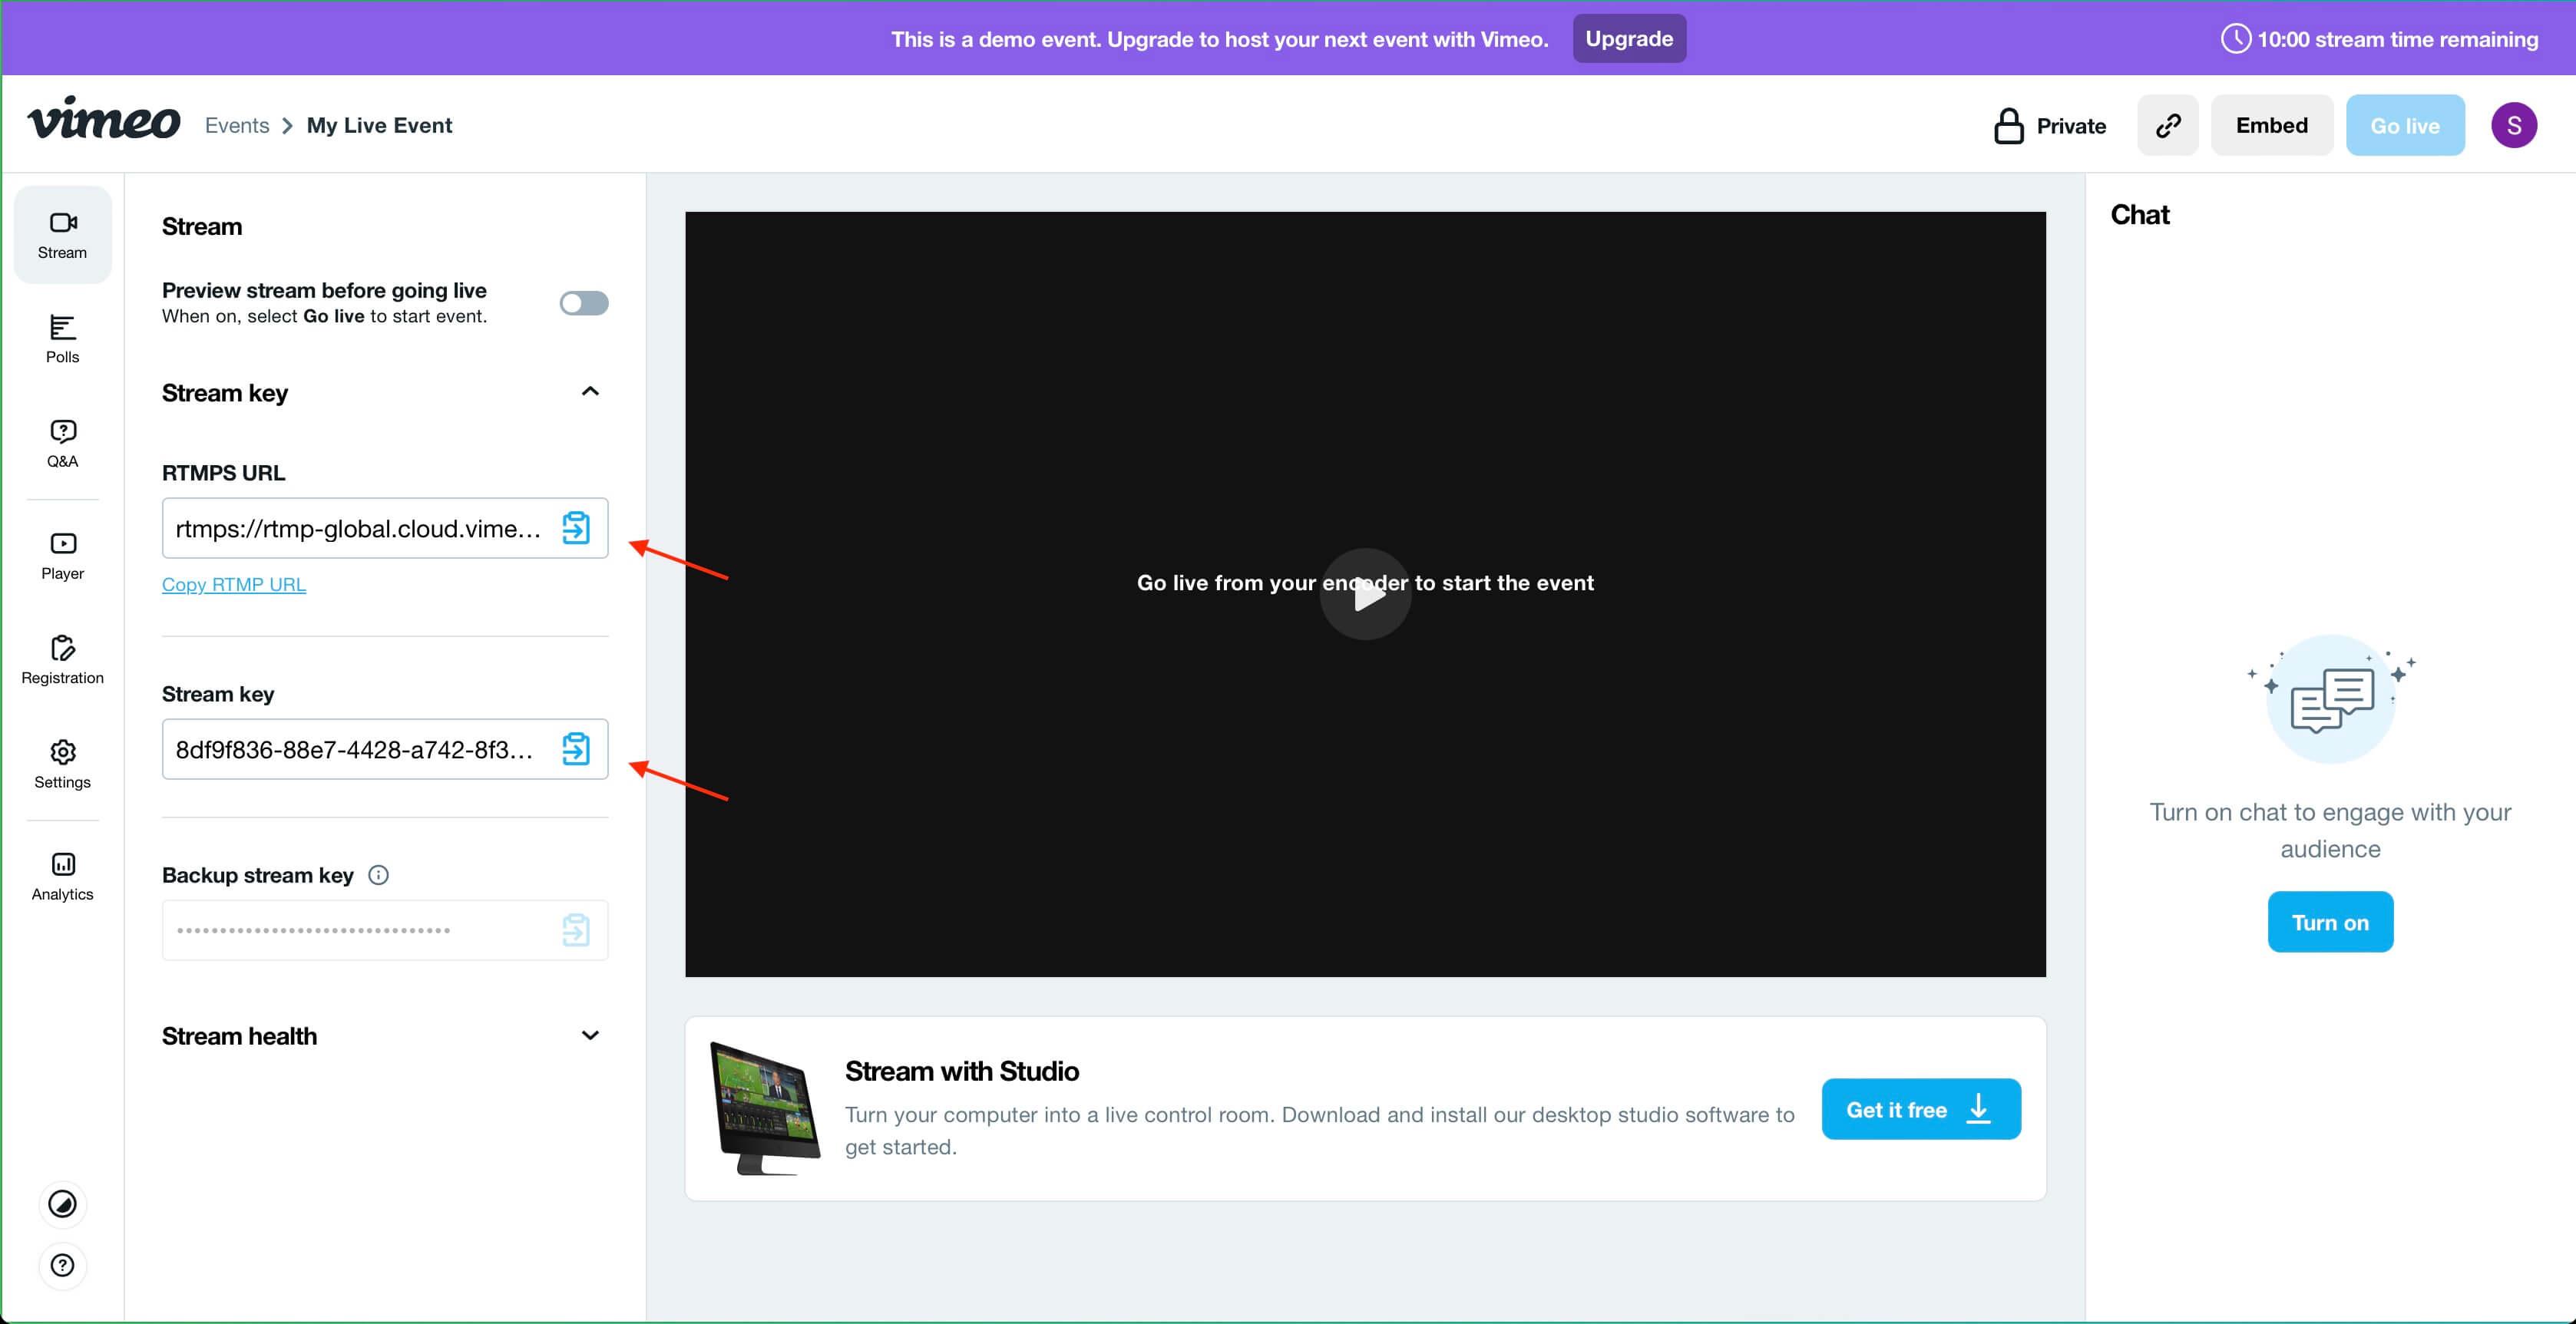 This is a demo event. Upgrade to host your next event with Vimeo.
Upgrade
10:00 stream time remaining
vimeo
Events
My Live Event
Private
Embed
Go live
S
Stream
Polls
Q&A
Player
Registration
Settings
Analytics
Stream
Preview stream before going live
When on, select Go live to start event.
Stream key
RTMPS URL
rtmps://rtmp-global.cloud.vime...
Copy RTMP URL
Stream key
8df9f836-88e7-4428-a742-8f3...
Backup stream key
Stream health
Go live from your encoder to start the event
Stream with Studio
Turn your computer into a live control room. Download and install our desktop studio software to
get started.
Get it free
Chat
Turn on chat to engage with your
audience
Turn on